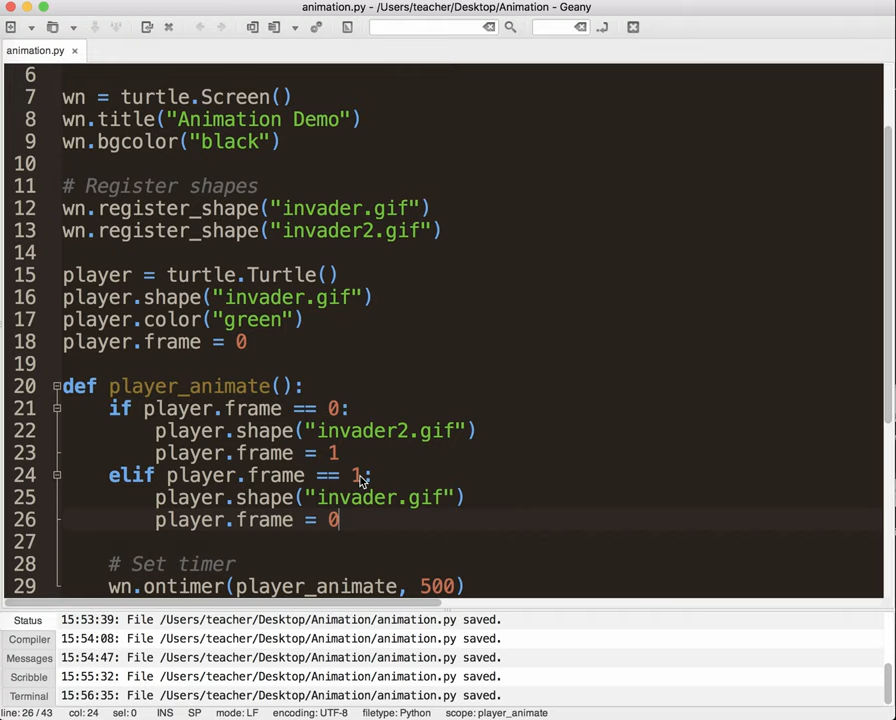 animation.py - /Users/teacher/Desktop/Animation - Geany
animation.py ×
6
7 wn = turtle.Screen()
8 wn.title("Animation Demo")
9 wn.bgcolor("black")
10
11 # Register shapes
12 wn.register_shape("invader.gif")
13 wn.register_shape("invader2.gif")
14
15 player = turtle.Turtle()
16 player.shape("invader.gif")
17 player.color("green")
18 player.frame = 0
19
20 def player_animate():
21 if player.frame == 0:
22 player.shape("invader2.gif")
23 player.frame = 1
24 elif player.frame == 1:
25 player.shape("invader.gif")
26 player.frame = 0
27
28 # Set timer
29 wn.ontimer(player_animate, 500)
Status 15:53:39: File /Users/teacher/Desktop/Animation/animation.py saved.
Compiler 15:54:08: File /Users/teacher/Desktop/Animation/animation.py saved.
Messages 15:54:47: File /Users/teacher/Desktop/Animation/animation.py saved.
Scribble 15:55:32: File /Users/teacher/Desktop/Animation/animation.py saved.
Terminal 15:56:35: File /Users/teacher/Desktop/Animation/animation.py saved.
line: 26 / 43 col: 24 sel: 0 INS SP mode: LF encoding: UTF-8 filetype: Python scope: player_animate